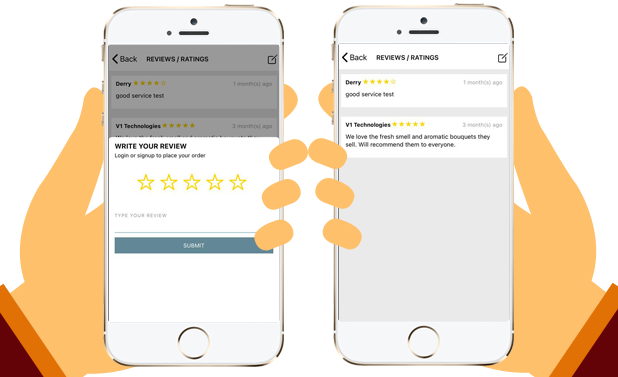 Back REVIEWS / RATINGS
Derry 1 month(s) ago
good service test
V1 Technologies 3 month(s) ago
WRITE YOUR REVIEW
Login or signup to place your order
TYPE YOUR REVIEW
SUBMIT
Back REVIEWS / RATINGS
Derry 1 month(s) ago
good service test
V1 Technologies 3 month(s) ago
We love the fresh smell and aromatic bouquets they
sell. Will recommend them to everyone.